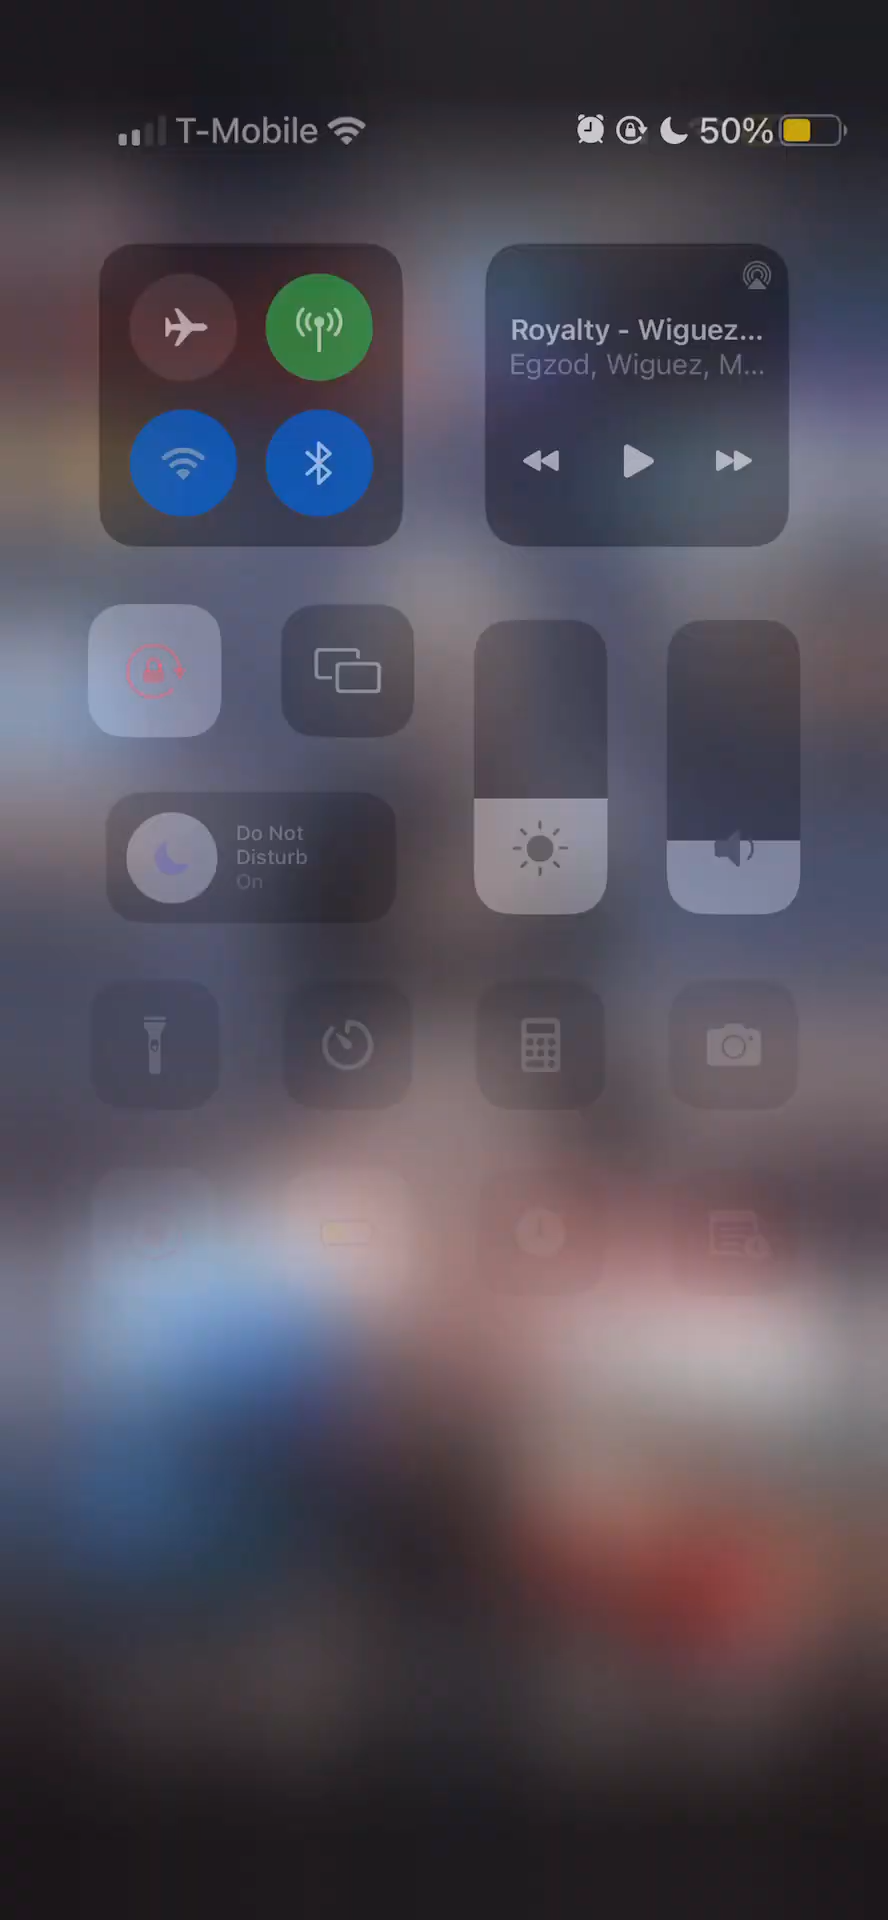 T-Mobile 50%
Royalty - Wiguez...
Egzod, Wiguez, M...
Do Not
Disturb
On